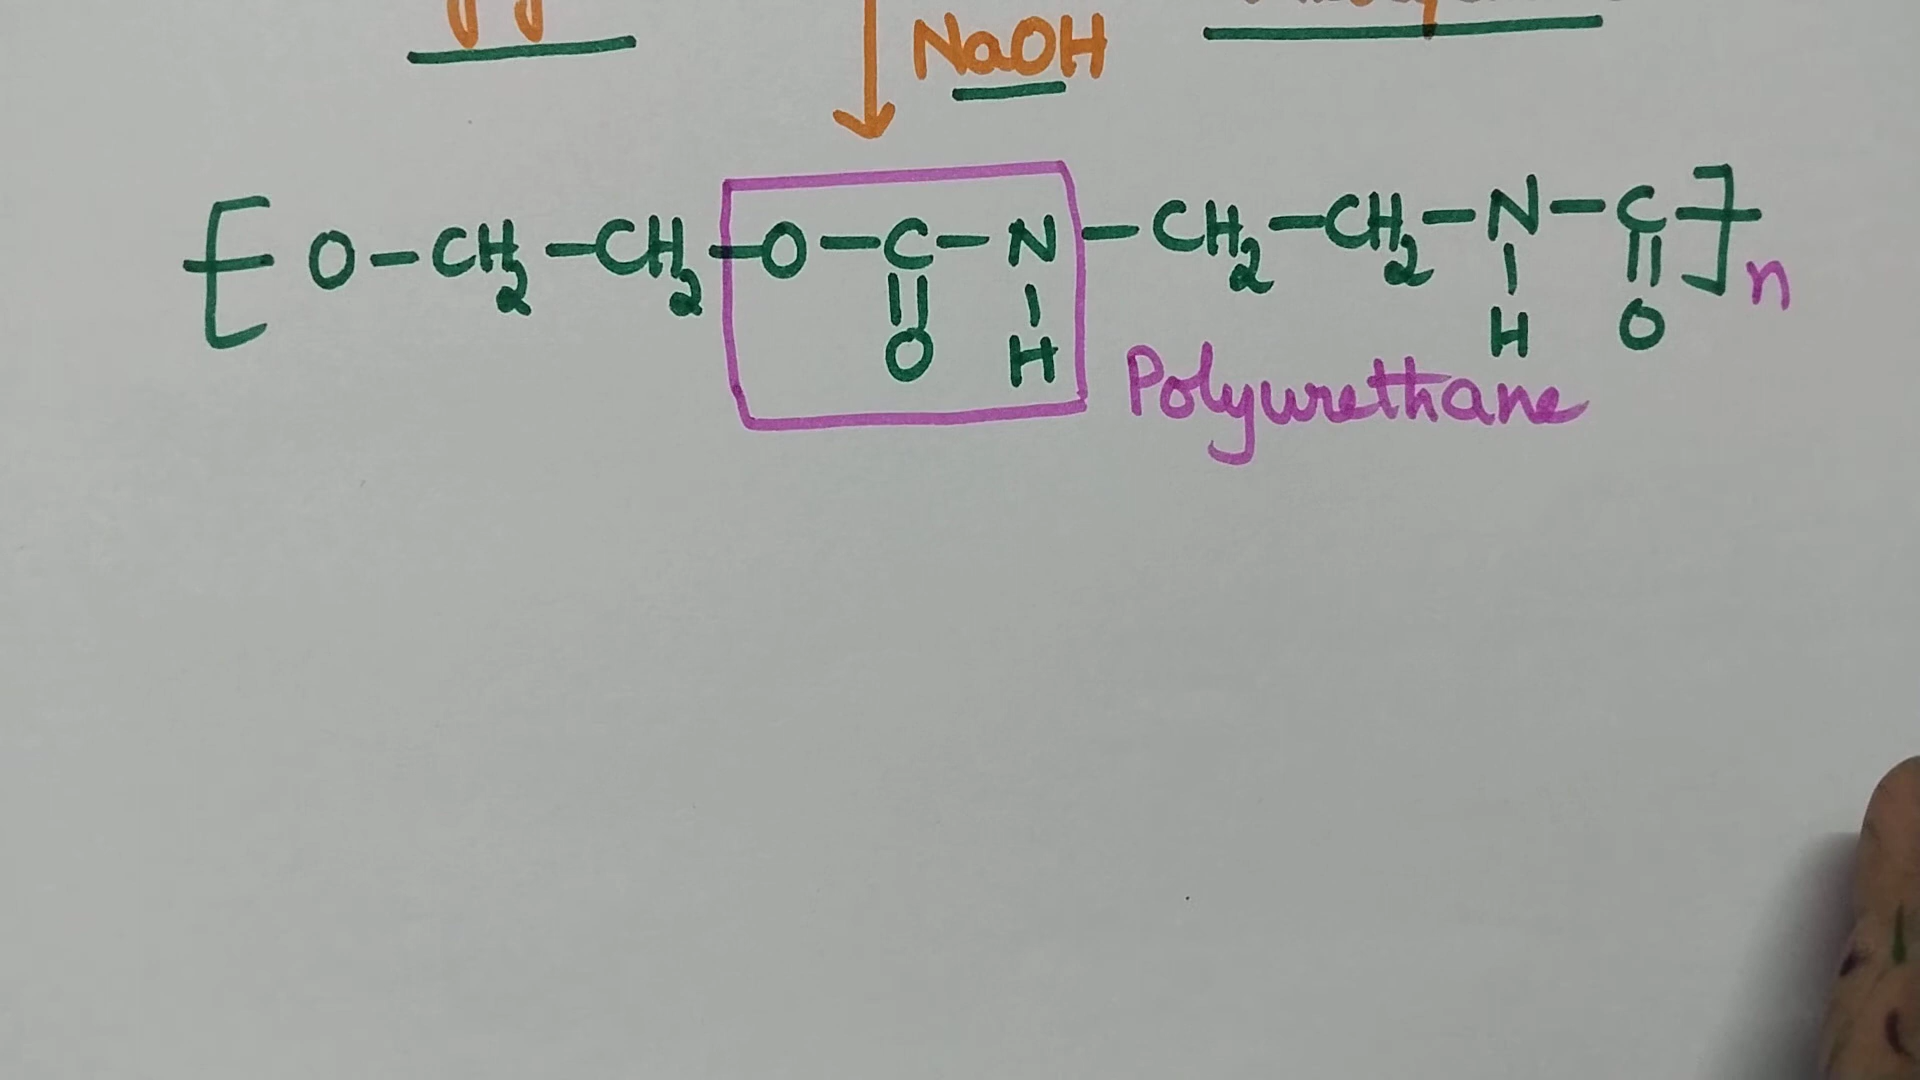 NaOH
[ O-CH2-CH2-O-C-N-CH2-CH2-N-C ]n
|| | | ||
O H H O
Polyurethane